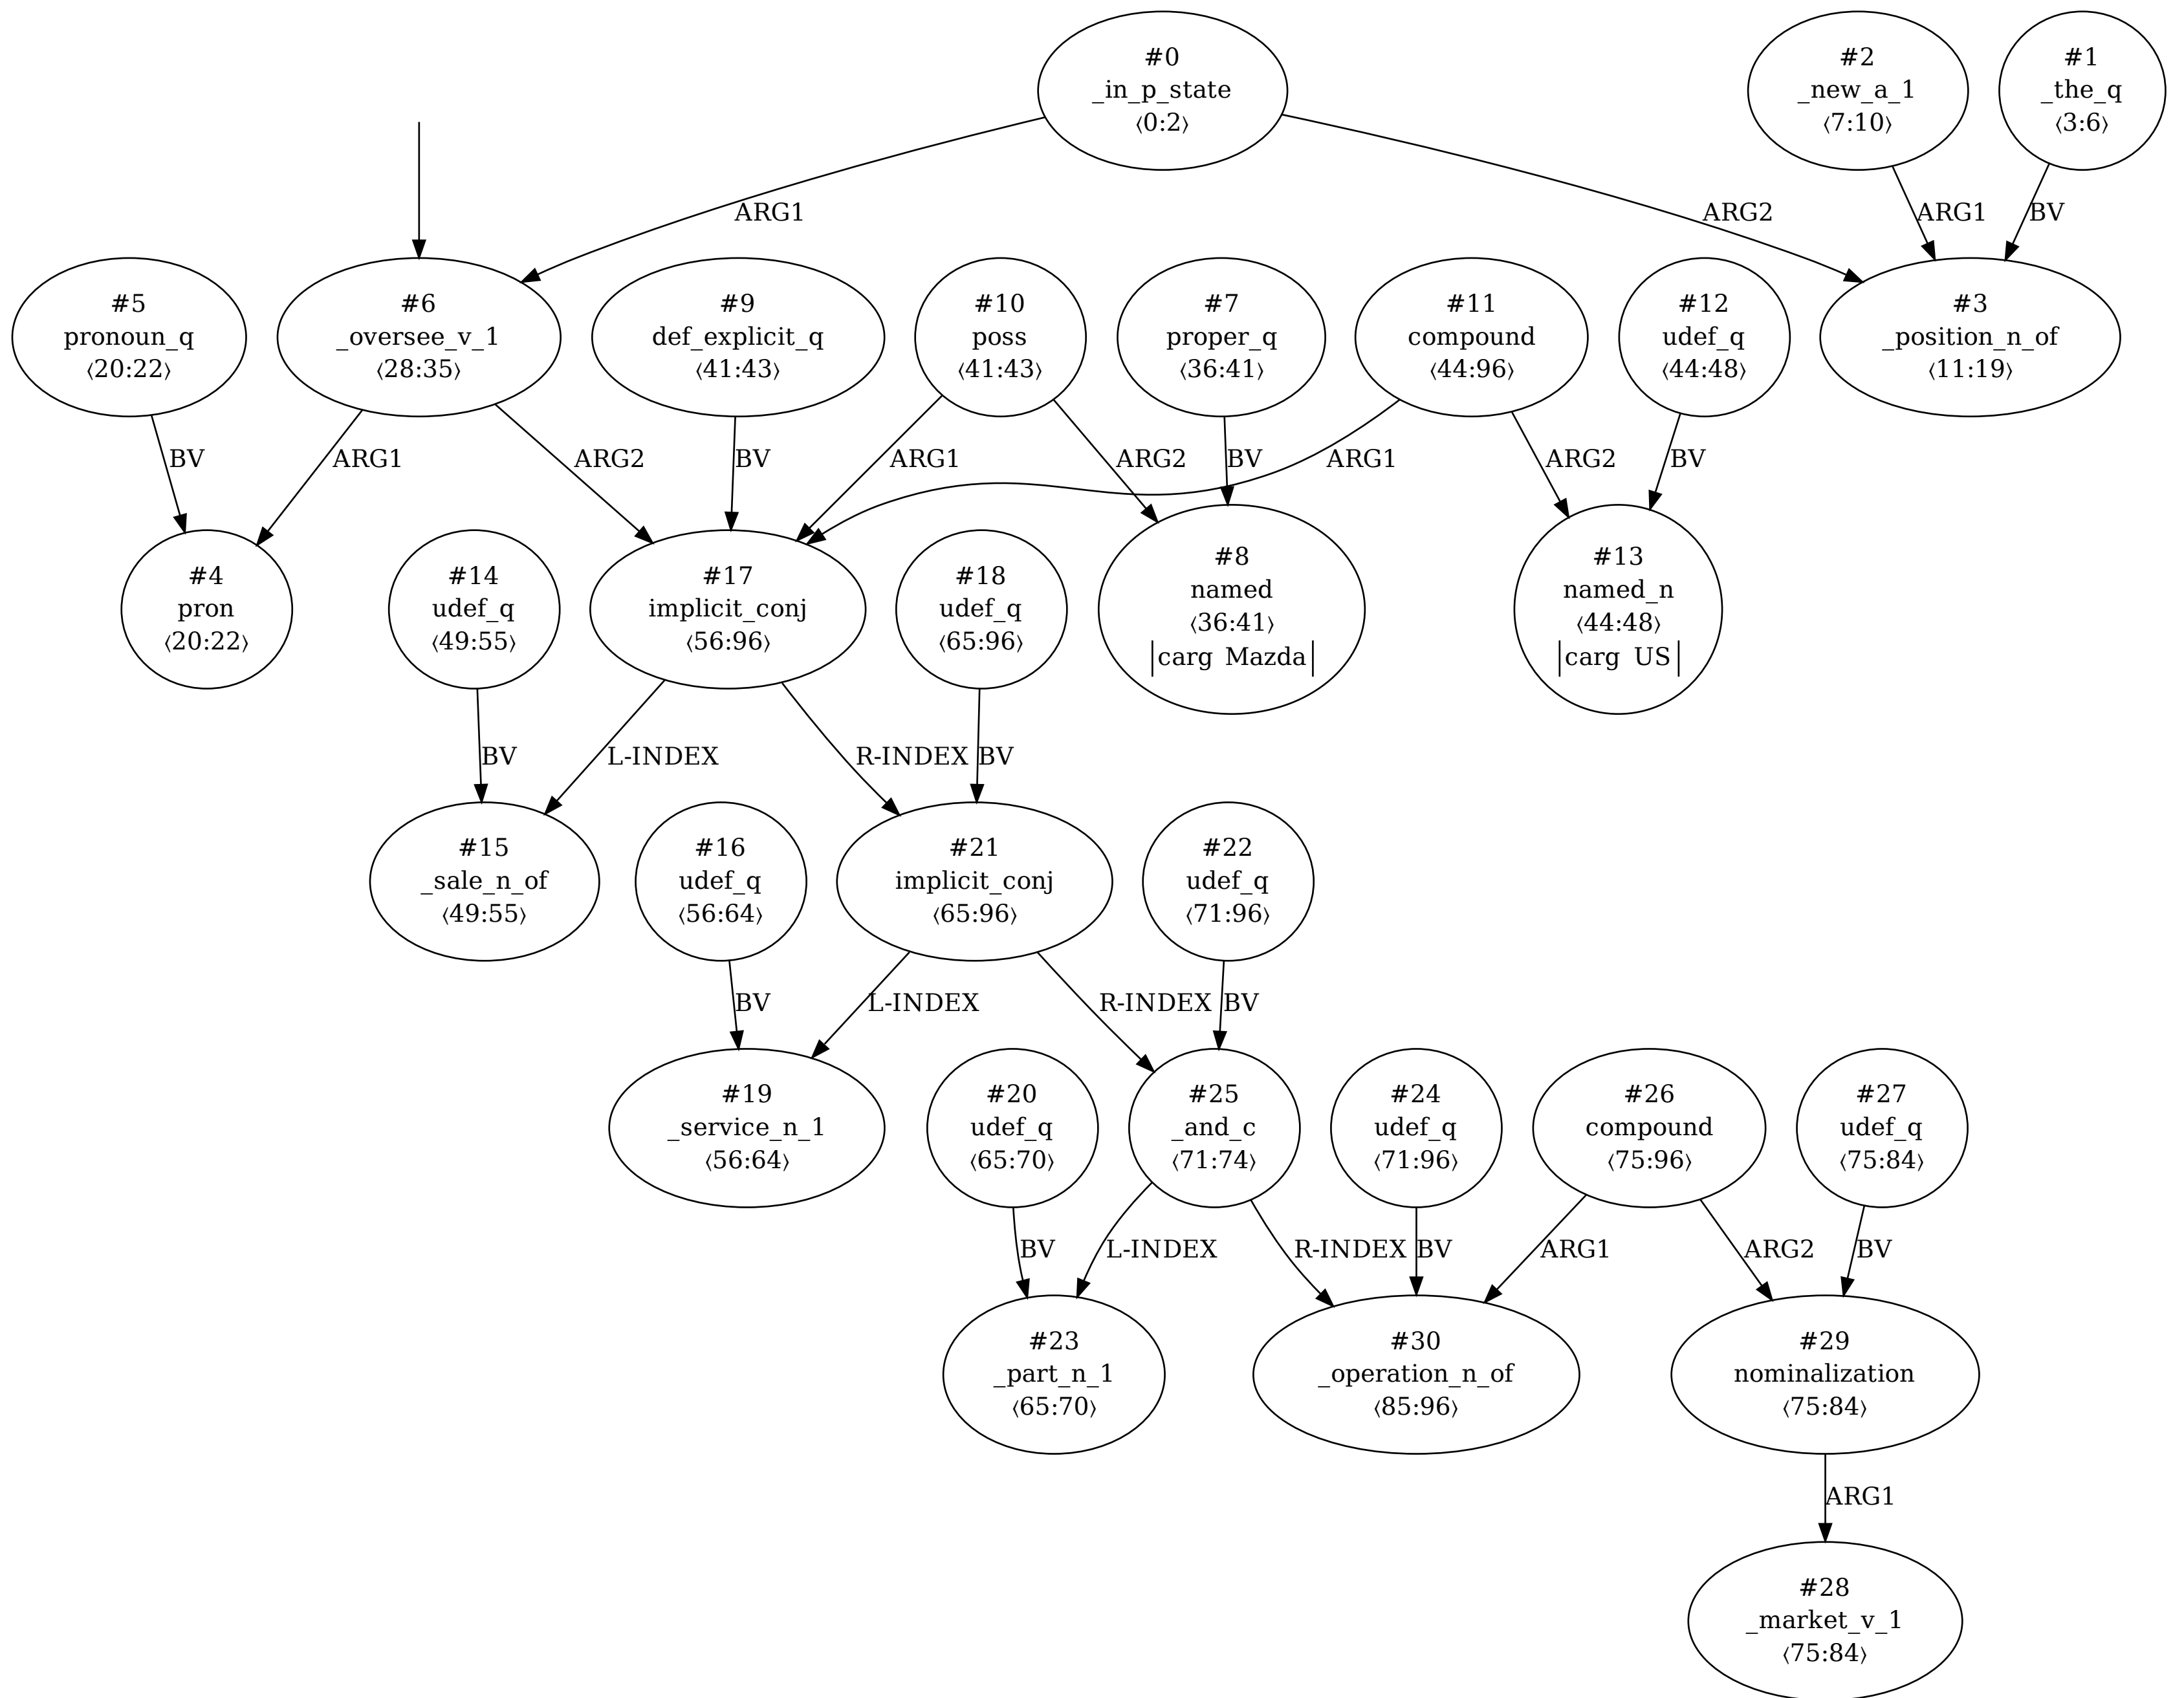 #0
_in_p_state
⟨0:2⟩
#2
_new_a_1
⟨7:10⟩
#1
_the_q
⟨3:6⟩
ARG1
ARG2
ARG1
BV
#5
pronoun_q
⟨20:22⟩
#6
_oversee_v_1
⟨28:35⟩
#9
def_explicit_q
⟨41:43⟩
#10
poss
⟨41:43⟩
#7
proper_q
⟨36:41⟩
#11
compound
⟨44:96⟩
#12
udef_q
⟨44:48⟩
#3
_position_n_of
⟨11:19⟩
BV
ARG1
ARG2
BV
ARG1
ARG2
BV
ARG1
ARG2
BV
#4
pron
⟨20:22⟩
#14
udef_q
⟨49:55⟩
#17
implicit_conj
⟨56:96⟩
#18
udef_q
⟨65:96⟩
#8
named
⟨36:41⟩
|carg Mazda|
#13
named_n
⟨44:48⟩
|carg US|
BV
L-INDEX
R-INDEX
BV
#15
_sale_n_of
⟨49:55⟩
#16
udef_q
⟨56:64⟩
#21
implicit_conj
⟨65:96⟩
#22
udef_q
⟨71:96⟩
BV
L-INDEX
R-INDEX
BV
#19
_service_n_1
⟨56:64⟩
#20
udef_q
⟨65:70⟩
#25
_and_c
⟨71:74⟩
#24
udef_q
⟨71:96⟩
#26
compound
⟨75:96⟩
#27
udef_q
⟨75:84⟩
BV
L-INDEX
R-INDEX
BV
ARG1
ARG2
BV
#23
_part_n_1
⟨65:70⟩
#30
_operation_n_of
⟨85:96⟩
#29
nominalization
⟨75:84⟩
ARG1
#28
_market_v_1
⟨75:84⟩